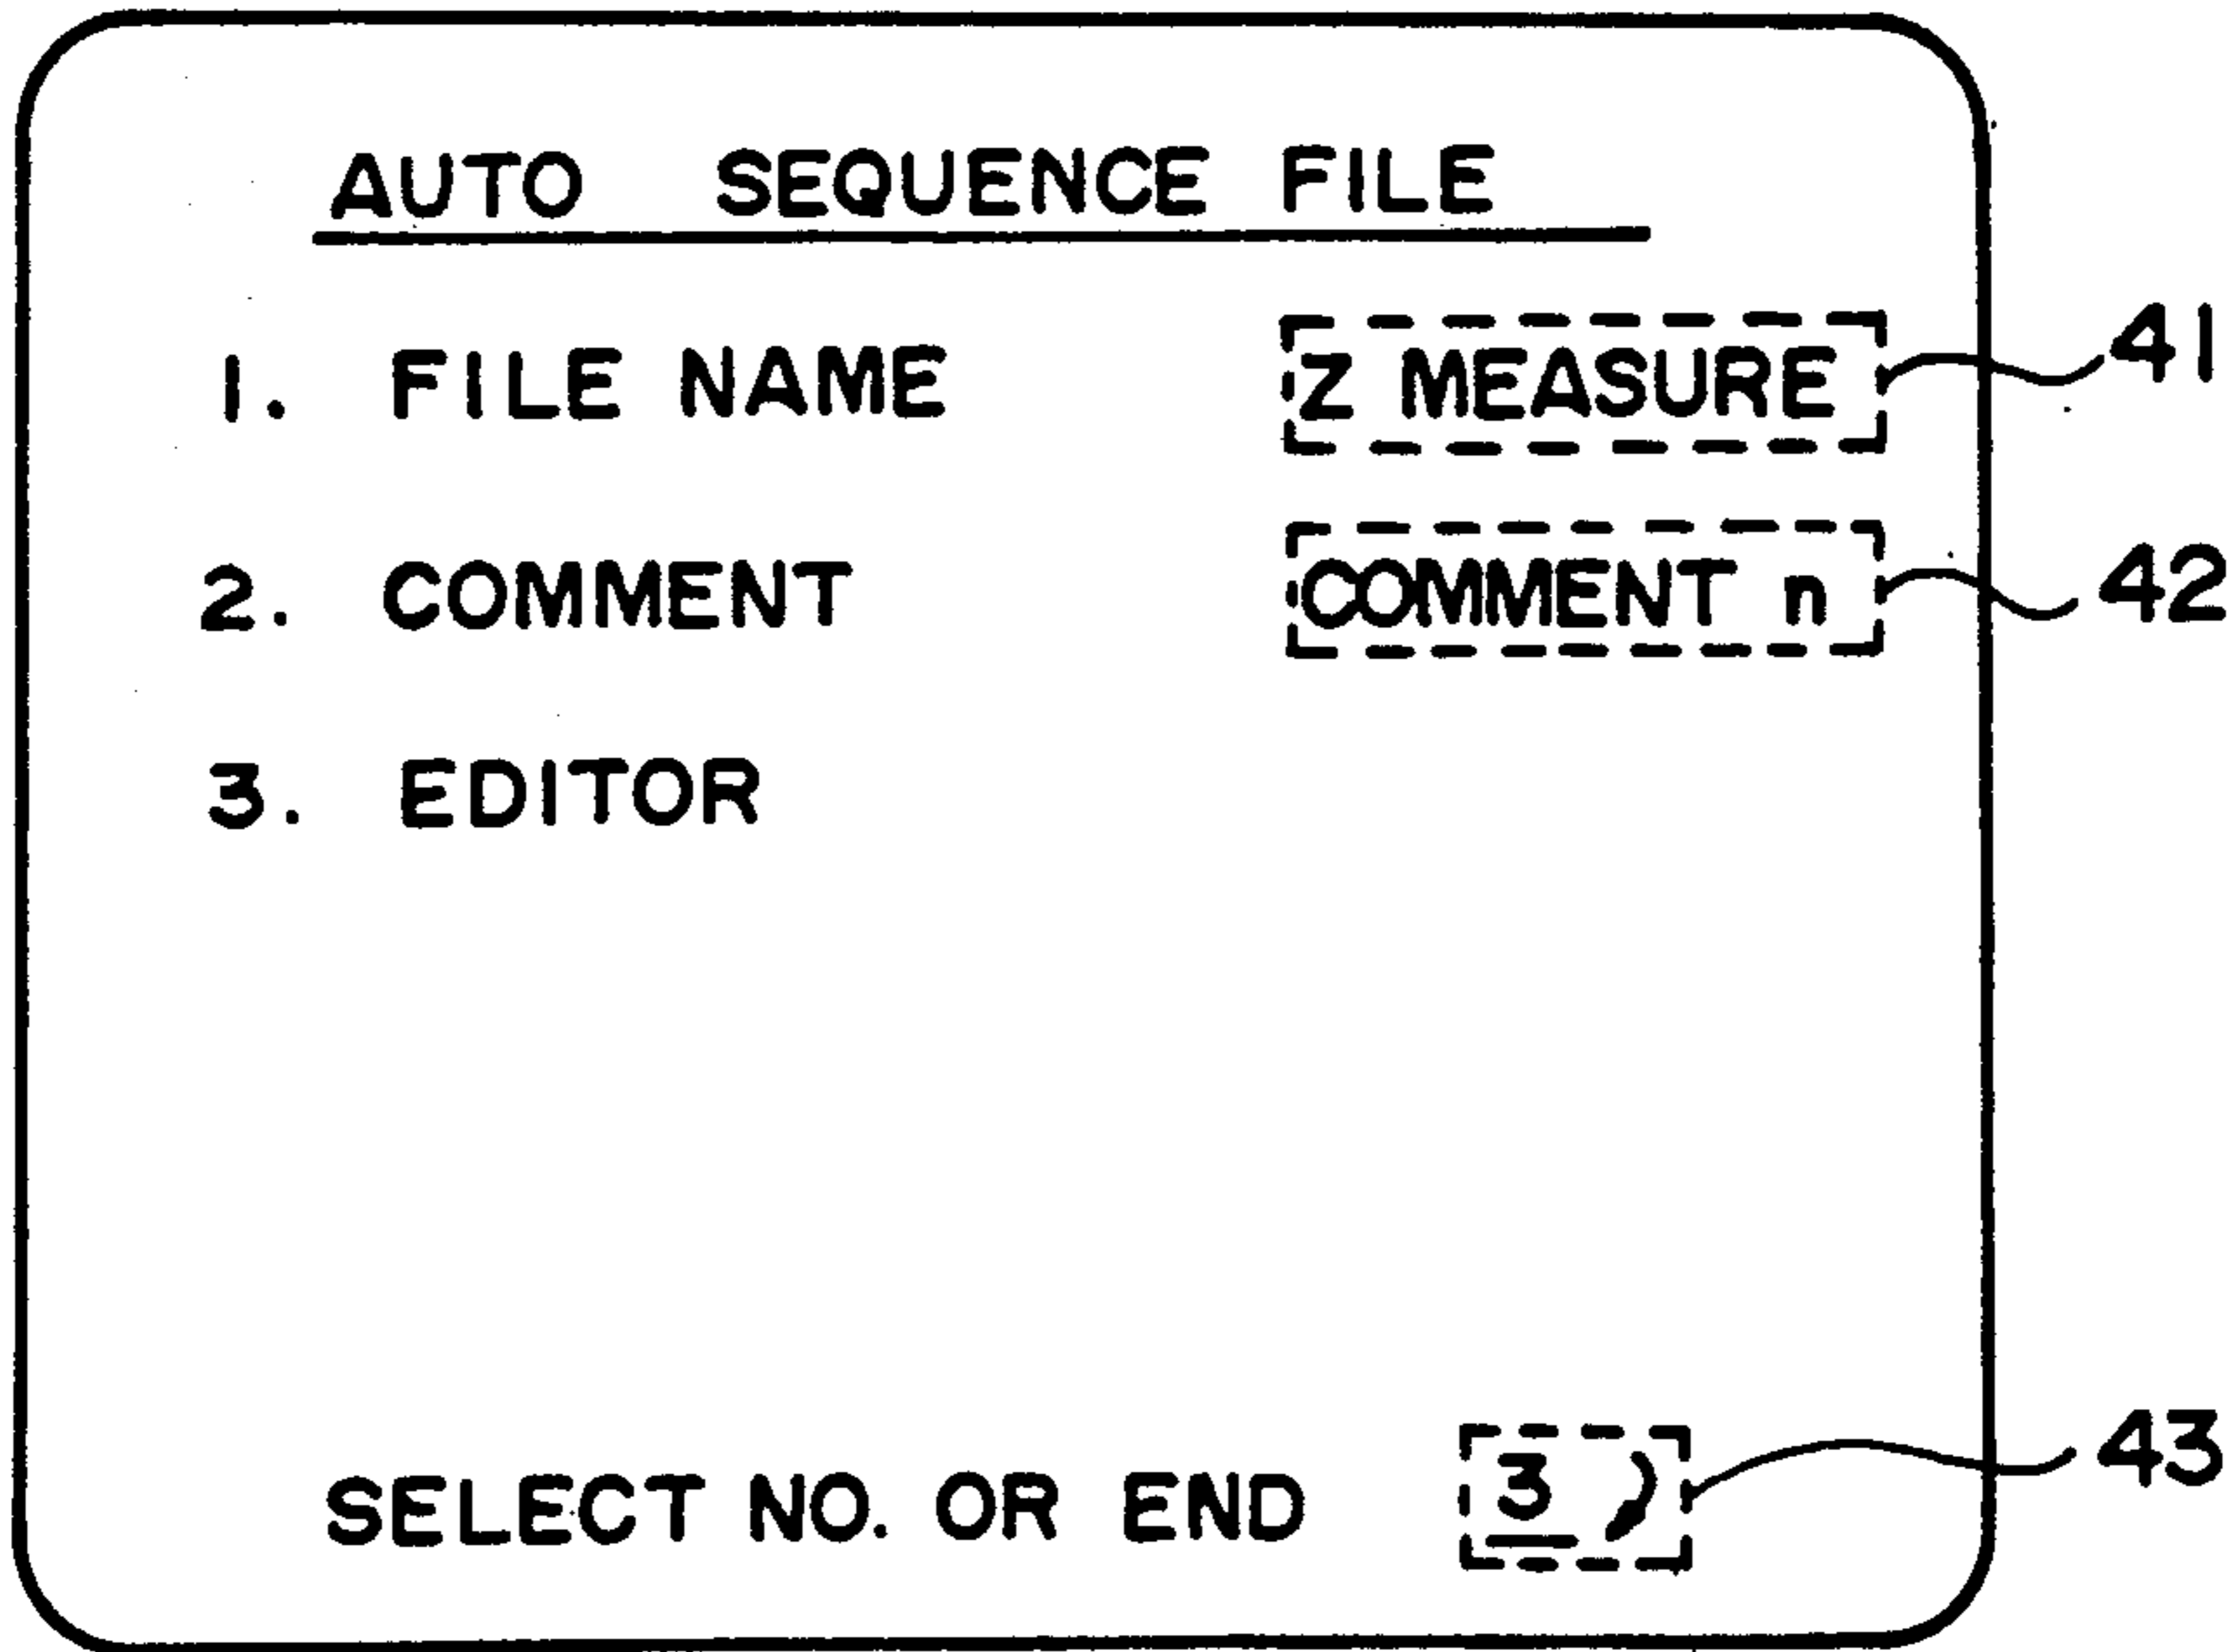 AUTO SEQUENCE FILE
1. FILE NAME Z MEASURE 41
2. COMMENT COMMENT n 42
3. EDITOR
SELECT NO. OR END 3 ) 43